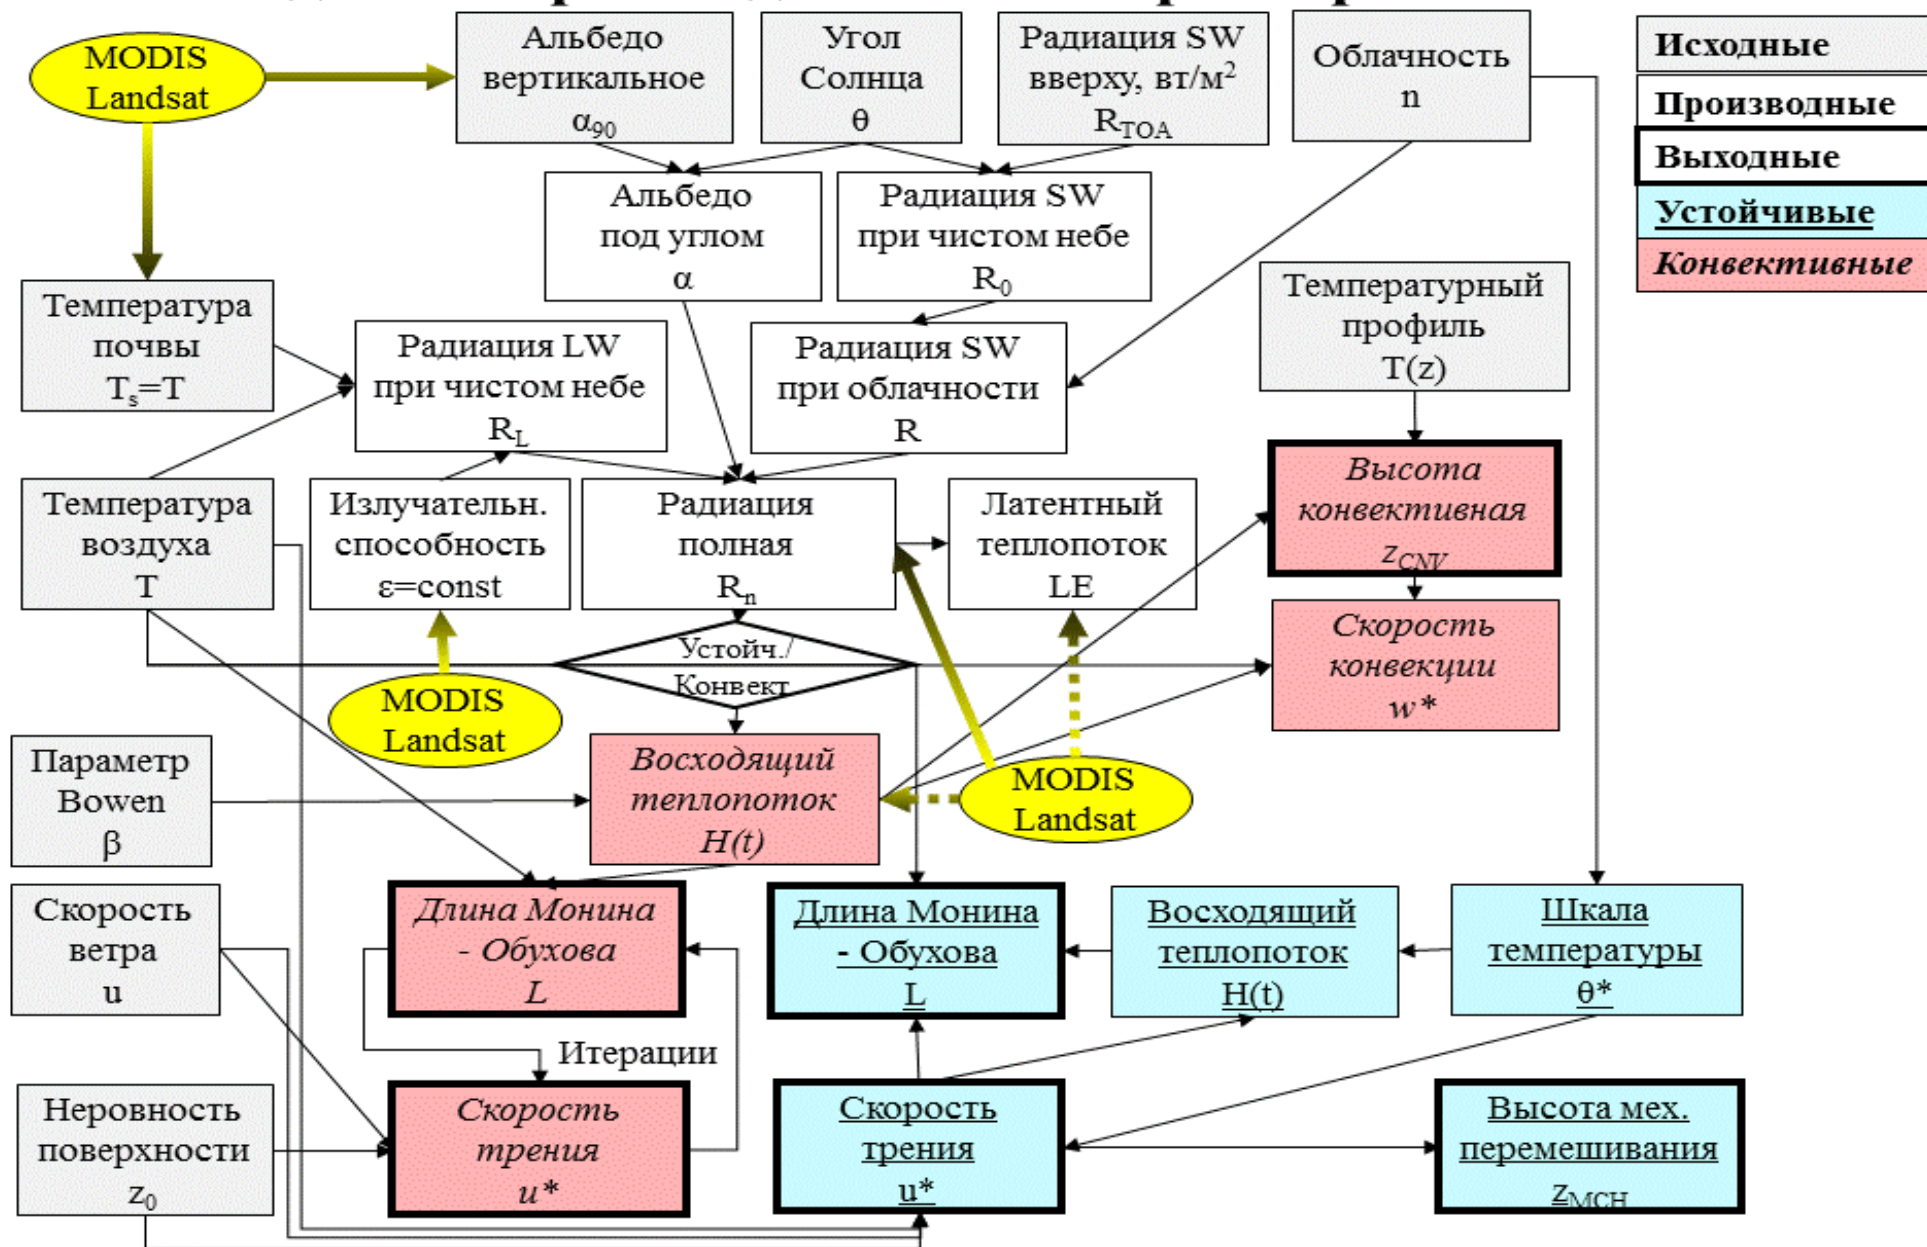 MODIS
Landsat
Альбедо
вертикальное
α90
Угол
Солнца
θ
Радиация SW
вверху, вт/м²
RTOA
Облачность
n
Исходные
Производные
Выходные
Устойчивые
Конвективные
Альбедо
под углом
α
Радиация SW
при чистом небе
R0
Температура
почвы
Ts=T
Радиация LW
при чистом небе
RL
Радиация SW
при облачности
R
Температурный
профиль
T(z)
Температура
воздуха
T
Излучательн.
способность
ε=const
Радиация
полная
Rn
Латентный
теплопоток
LE
Высота
конвективная
zCNV
Устойч./
Конвект
Скорость
конвекции
w*
MODIS
Landsat
Параметр
Bowen
β
Восходящий
теплопоток
H(t)
MODIS
Landsat
Скорость
ветра
u
Длина Монина
- Обухова
L
Длина Монина
- Обухова
L
Восходящий
теплопоток
H(t)
Шкала
температуры
θ*
Итерации
Неровность
поверхности
z0
Скорость
трения
u*
Скорость
трения
u*
Высота мех.
перемешивания
zMCH